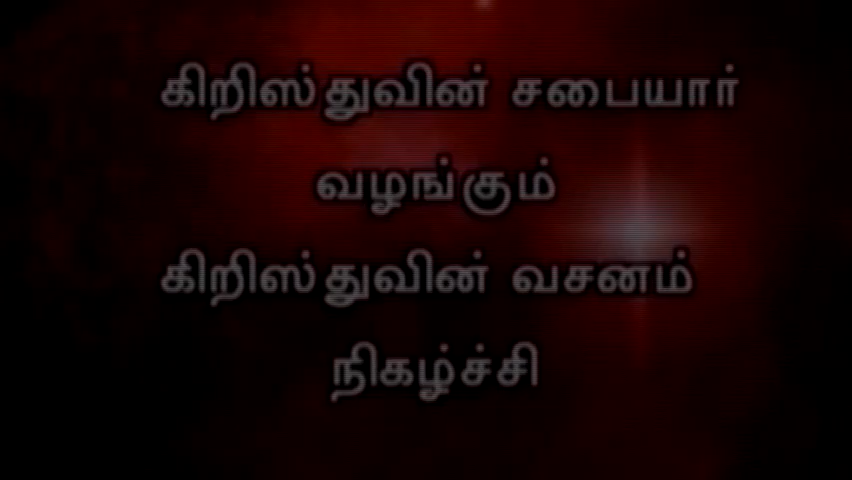 கிறிஸ்துவின் சபையார்
வழங்கும்
கிறிஸ்துவின் வசனம்
நிகழ்ச்சி